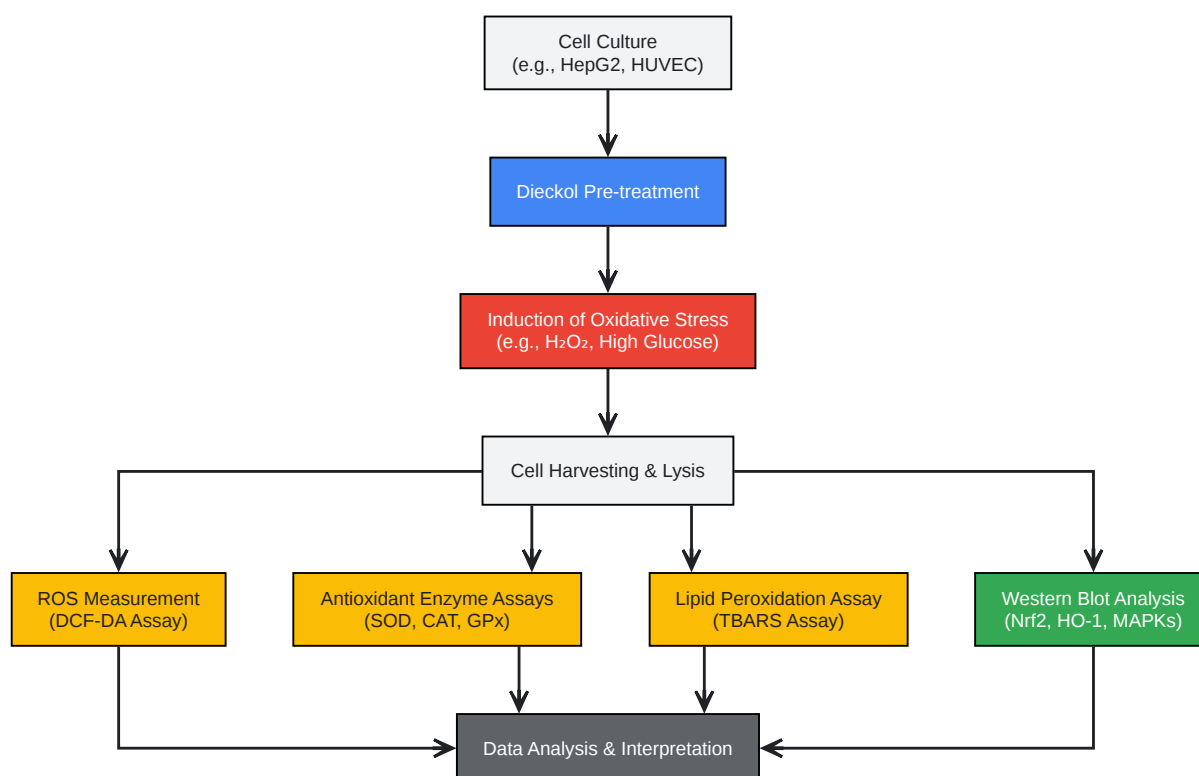 Cell Culture
(e.g., HepG2, HUVEC)
Dieckol Pre-treatment
Induction of Oxidative Stress
(e.g., H₂O₂, High Glucose)
Cell Harvesting & Lysis
ROS Measurement
(DCF-DA Assay)
Antioxidant Enzyme Assays
(SOD, CAT, GPx)
Lipid Peroxidation Assay
(TBARS Assay)
Western Blot Analysis
(Nrf2, HO-1, MAPKs)
Data Analysis & Interpretation